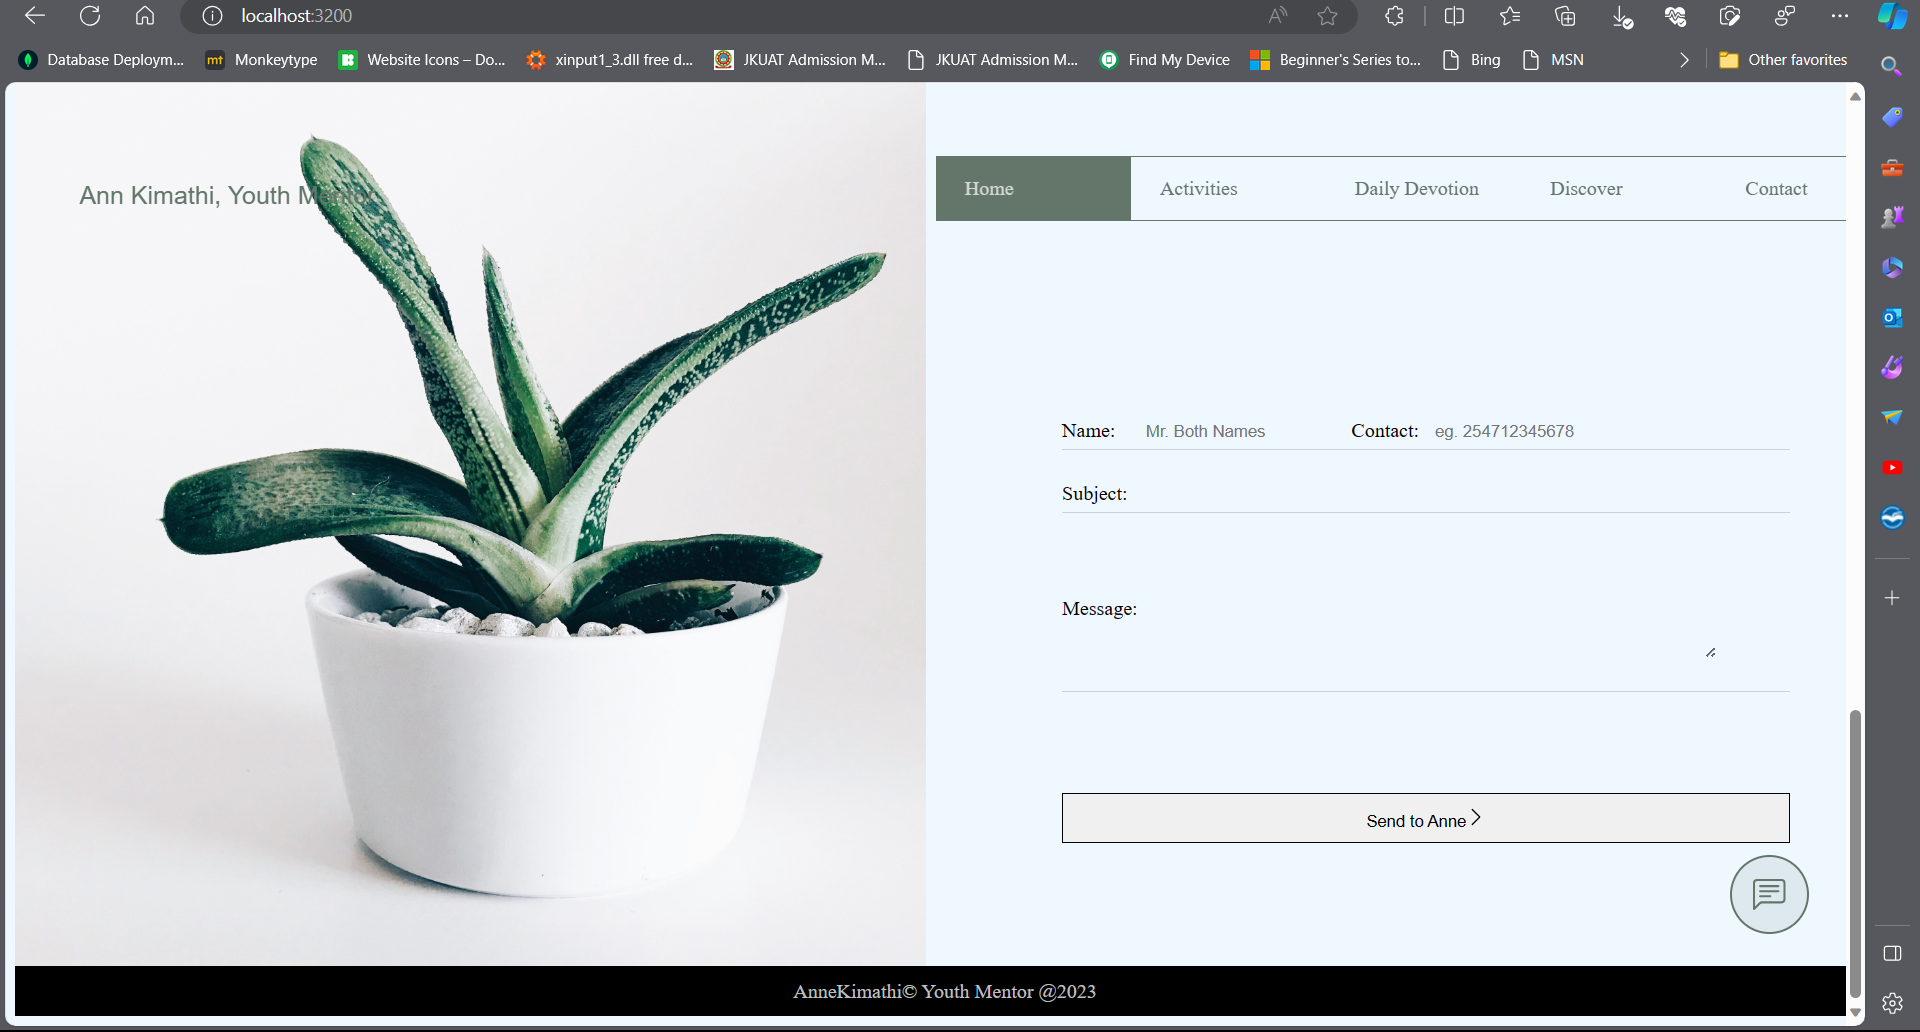 localhost:3200
Database Deploym...
Monkeytype
Website Icons – Do...
xinput1_3.dll free d...
JKUAT Admission M...
JKUAT Admission M...
Find My Device
Beginner's Series to...
Bing
MSN
Other favorites
Ann Kimathi, Youth Mentor
Home
Activities
Daily Devotion
Discover
Contact
Name: Mr. Both Names
Contact: eg. 254712345678
Subject:
Message:
Send to Anne
AnneKimathi© Youth Mentor @2023